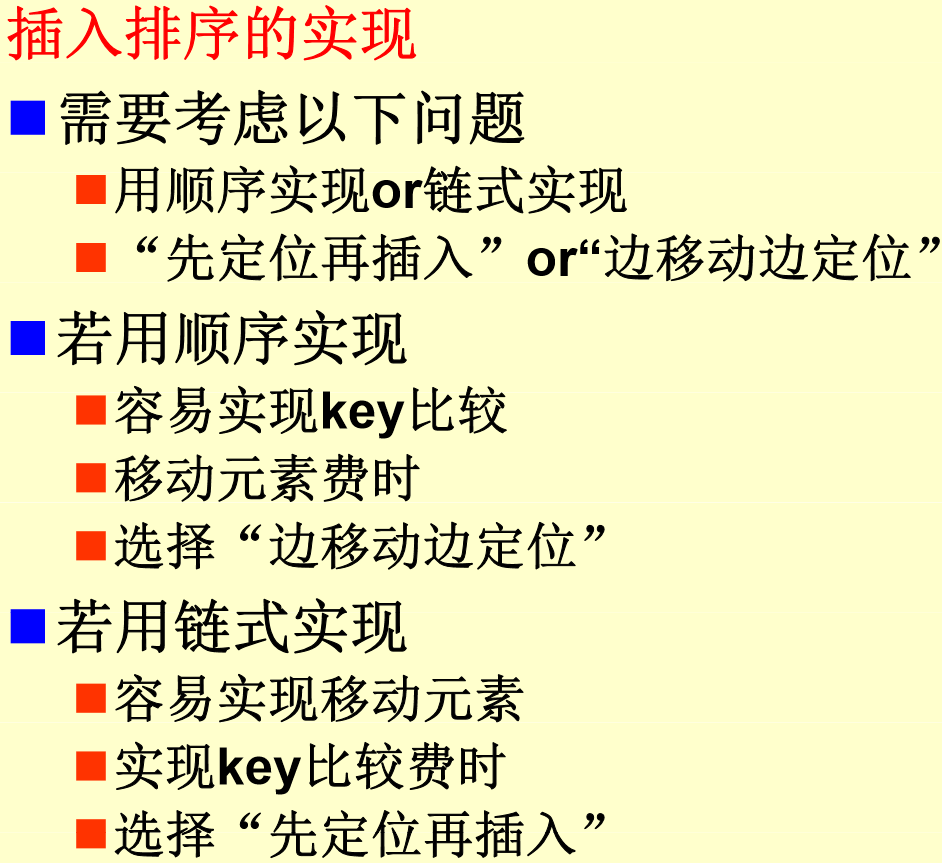 插入排序的实现
需要考虑以下问题
用顺序实现or链式实现
“先定位再插入”or“边移动边定位”
若用顺序实现
容易实现key比较
移动元素费时
选择“边移动边定位”
若用链式实现
容易实现移动元素
实现key比较费时
选择“先定位再插入”